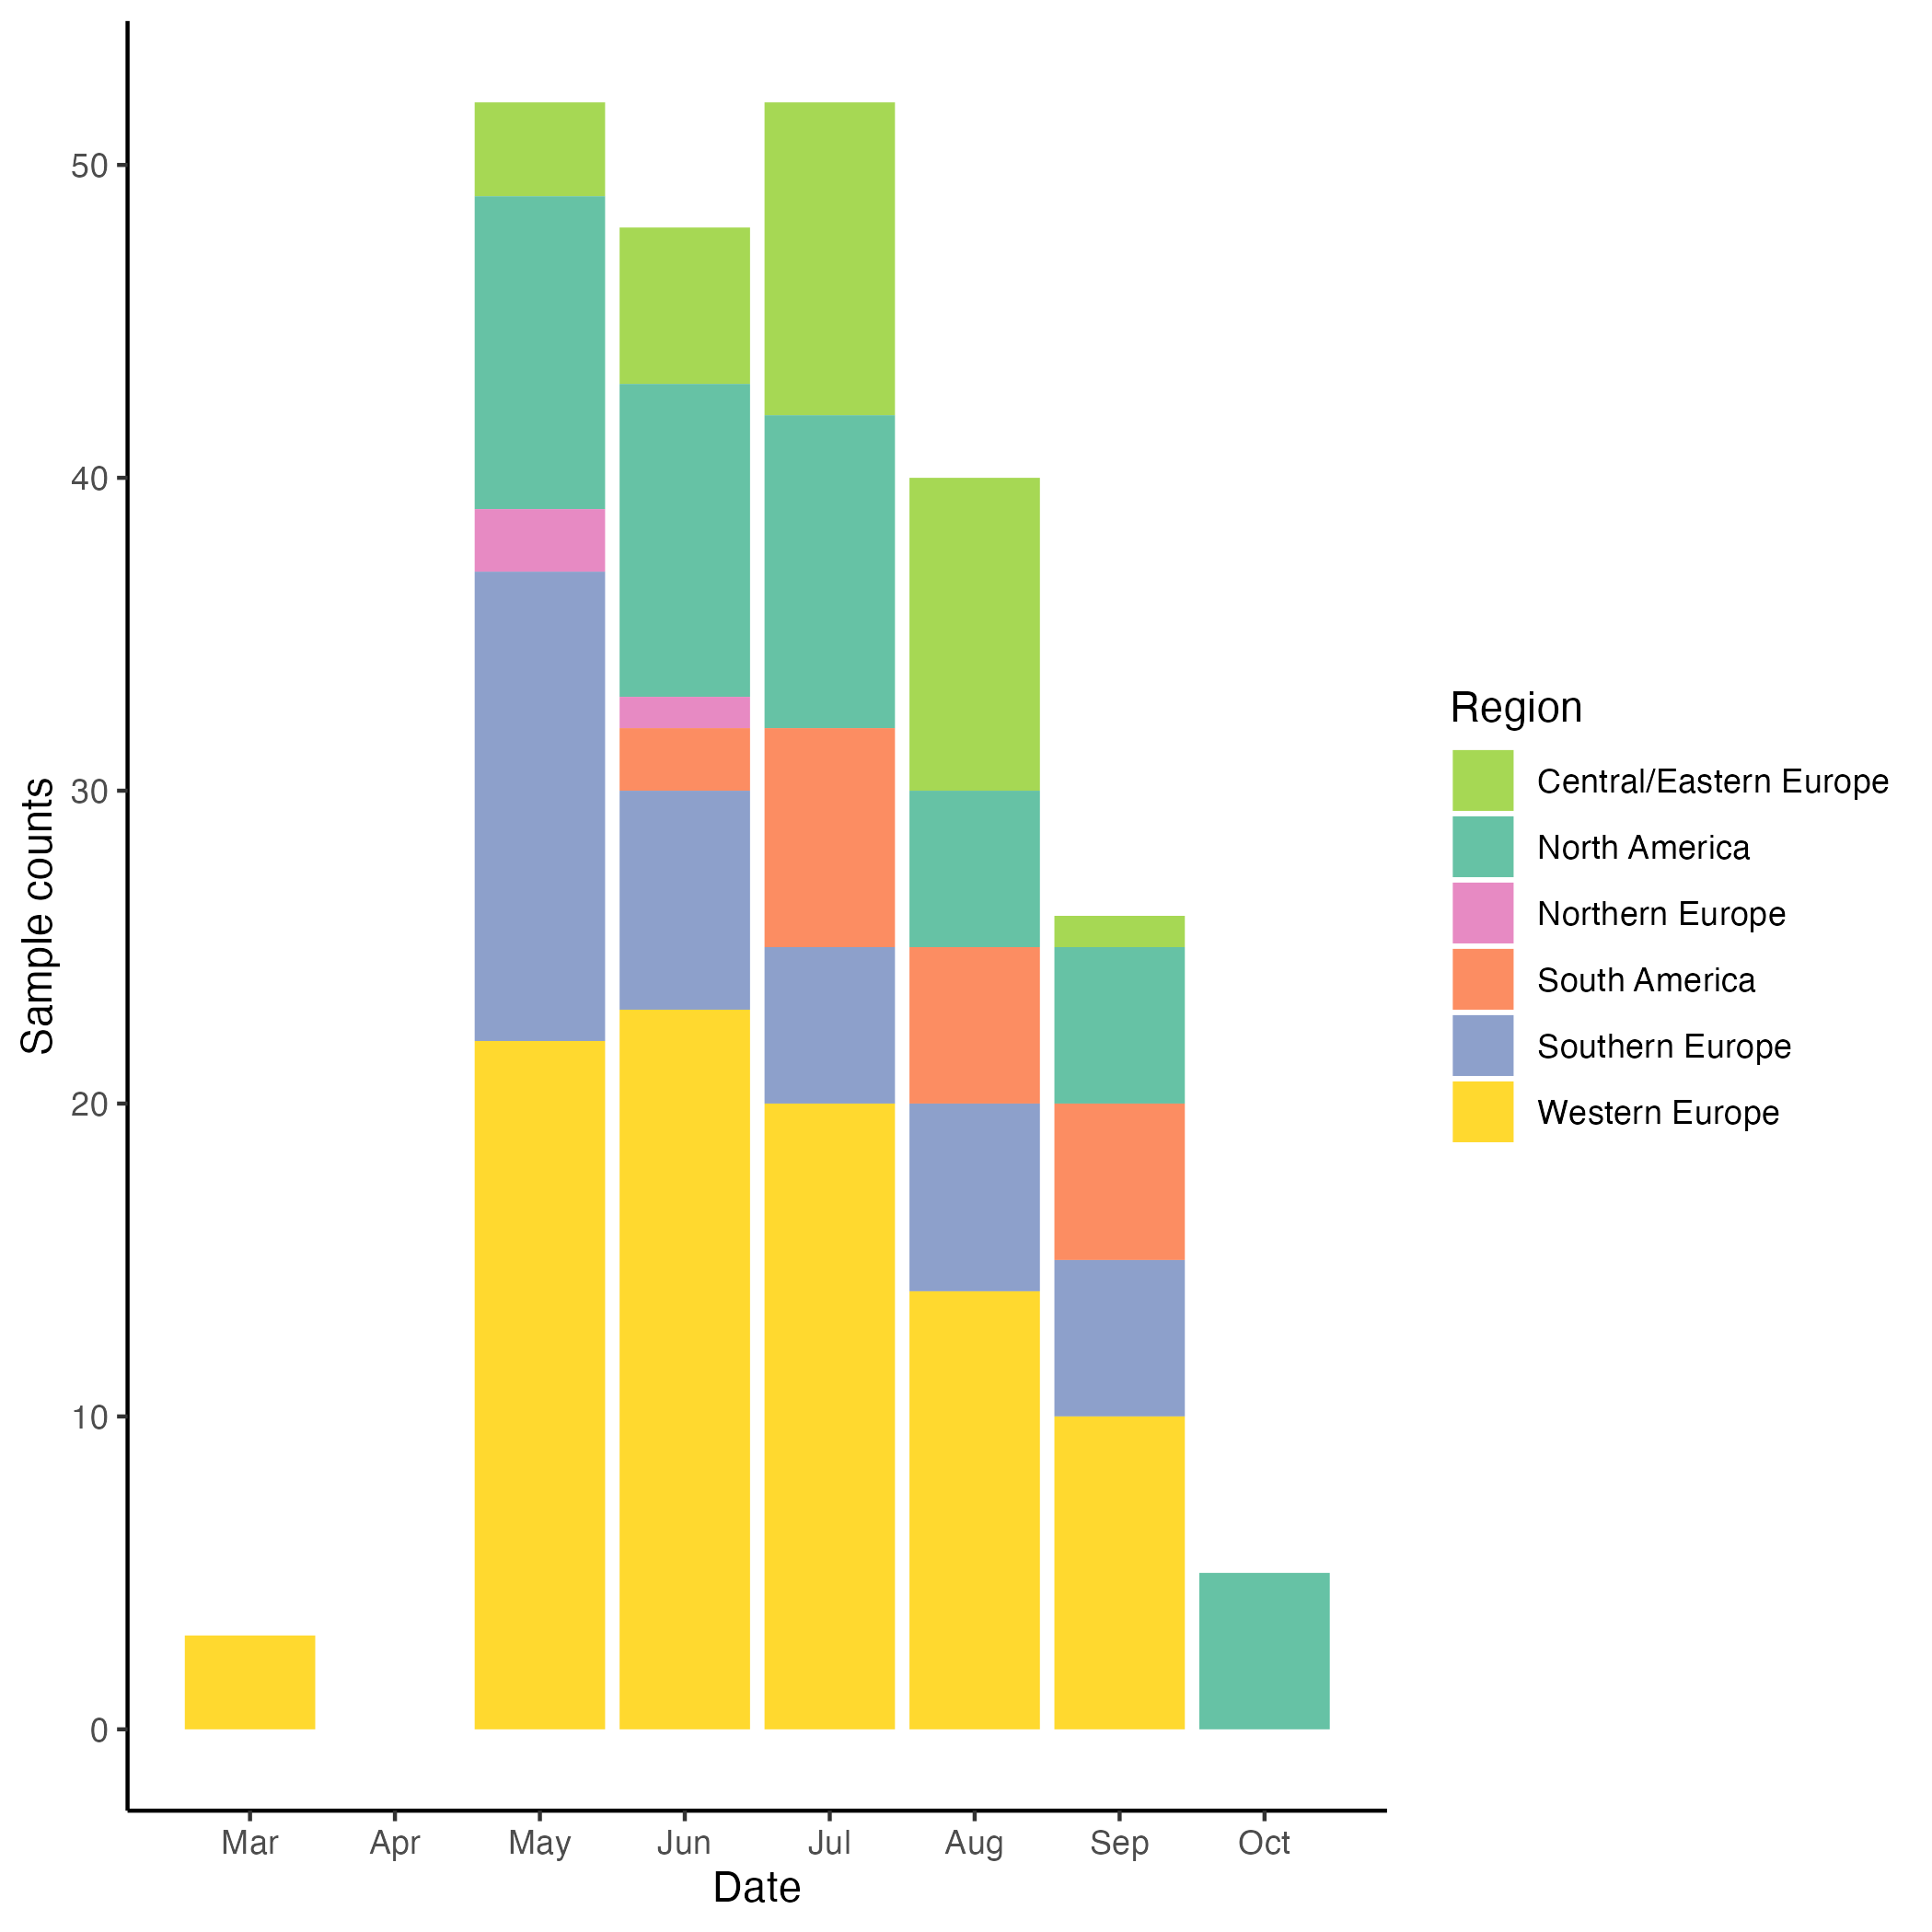 Sample counts
50
40
30
20
10
0
Mar Apr May Jun Jul Aug Sep Oct
Date
Region
Central/Eastern Europe
North America
Northern Europe
South America
Southern Europe
Western Europe